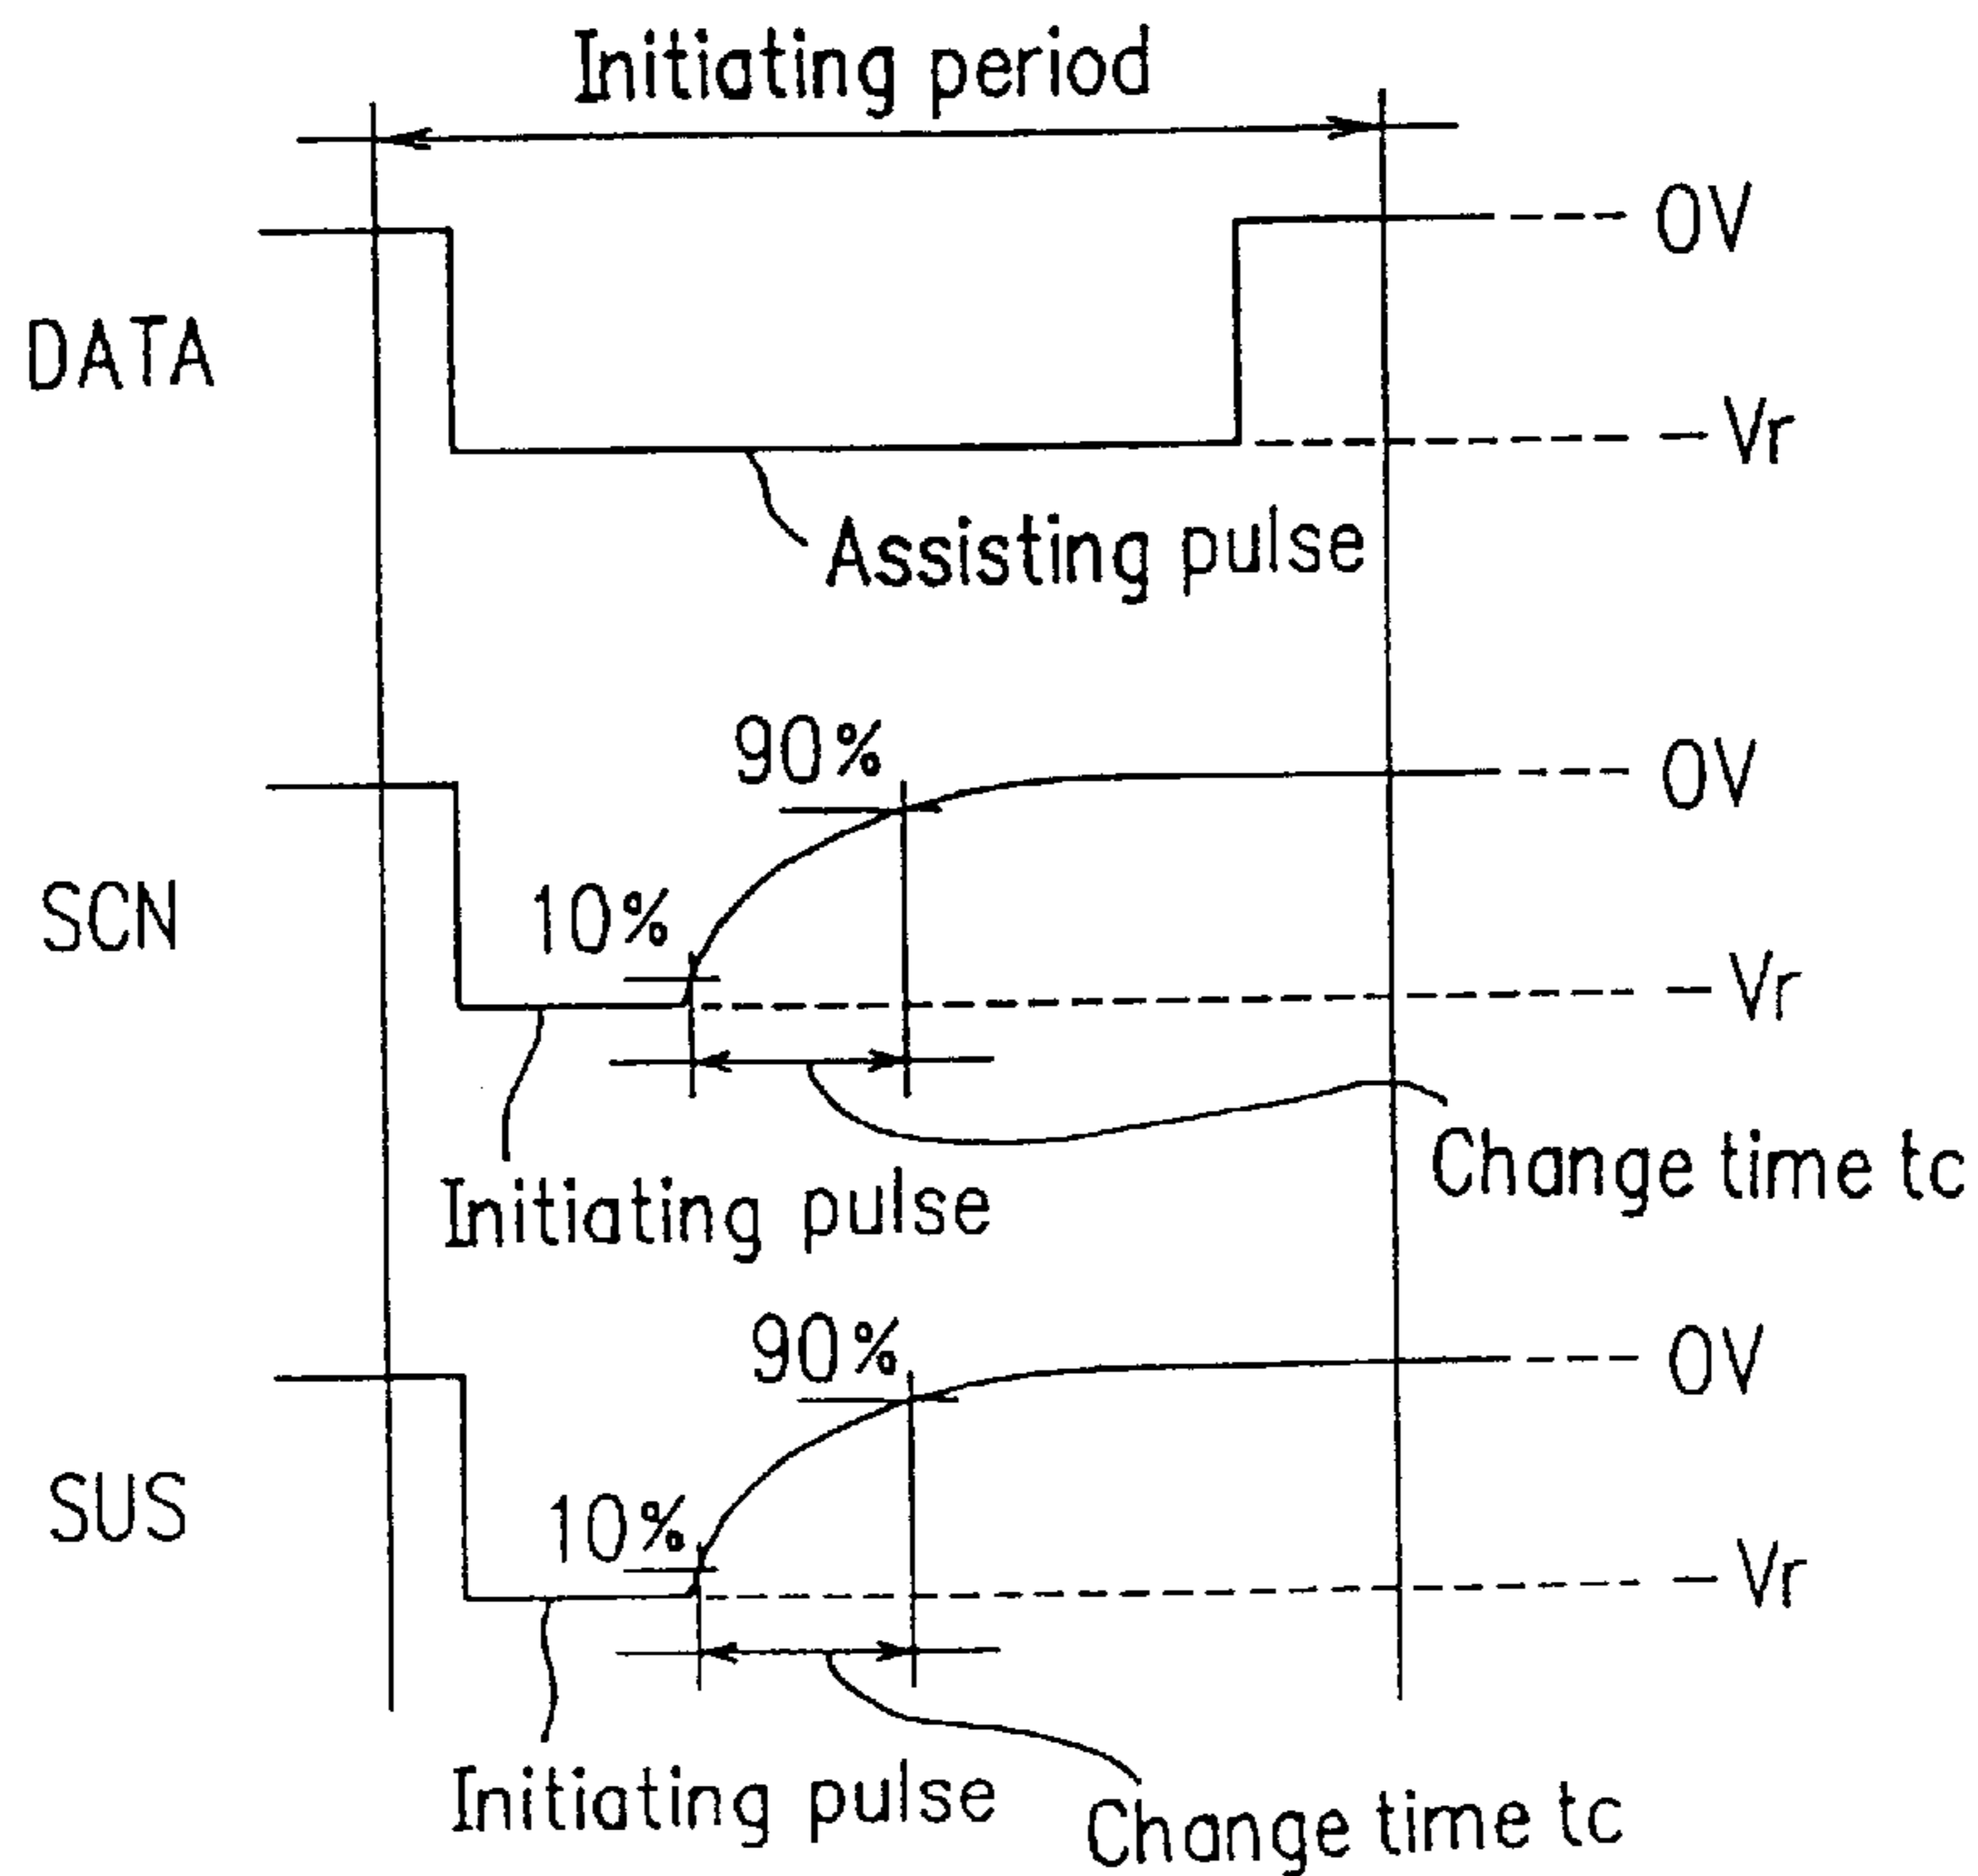 Initiating period
0V
DATA
-Vr
Assisting pulse
90%
0V
SCN
10%
-Vr
Change time tc
Initiating pulse
90%
0V
SUS
10%
-Vr
Initiating pulse
Change time tc